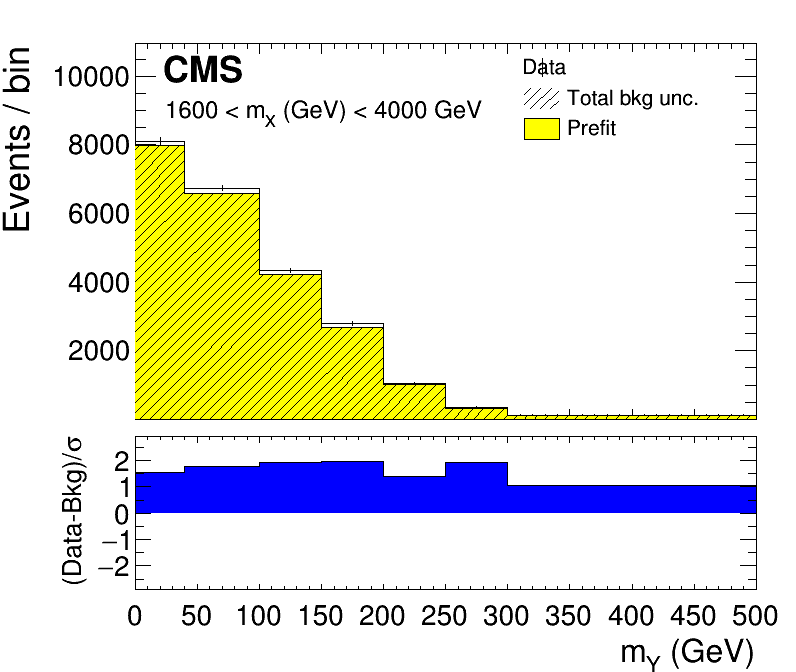 CMS
1600 < m_X (GeV) < 4000 GeV
Data
Total bkg unc.
Prefit
Events / bin
10000
8000
6000
4000
2000
(Data-Bkg)/σ
2
1
0
−1
−2
0 50 100 150 200 250 300 350 400 450 500
m_Y (GeV)